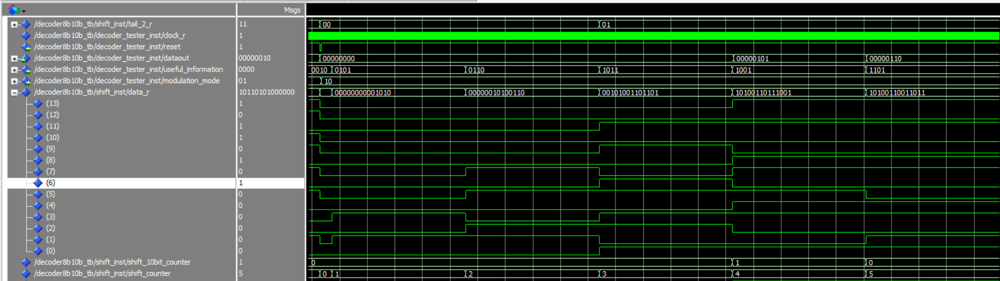 Msgs
/decoder8b10b_tb/shift_inst/tail_2_r 11 00 01
/decoder8b10b_tb/decoder_tester_inst/clock_r 1
/decoder8b10b_tb/decoder_tester_inst/reset 1
/decoder8b10b_tb/decoder_tester_inst/dataout 00000010 00000000 00000101 00000110
/decoder8b10b_tb/decoder_tester_inst/useful_information 0000 0010 0101 0110 1011 1001 1101
/decoder8b10b_tb/decoder_tester_inst/modulation_mode 01 10
/decoder8b10b_tb/shift_inst/data_r 10110101000000 00000000001010 00000010100110 00101001101101 10100110111001 10100110011011
(13) 1
(12) 0
(11) 1
(10) 1
(9) 0
(8) 1
(7) 0
(6) 1
(5) 0
(4) 0
(3) 0
(2) 0
(1) 0
(0) 0
/decoder8b10b_tb/shift_inst/shift_10bit_counter 1 0 1 0
/decoder8b10b_tb/shift_inst/shift_counter 5 0 1 2 3 4 5